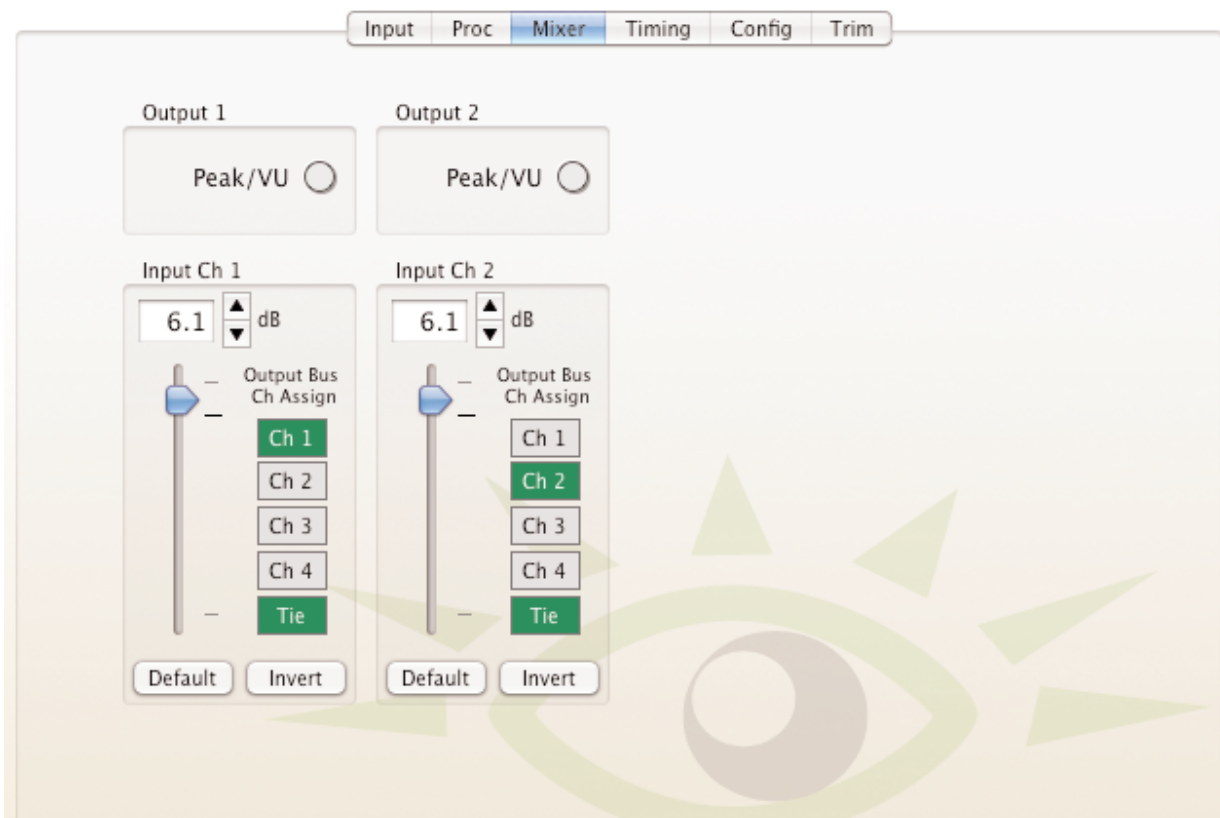 Input Proc Mixer Timing Config Trim
Output 1
Peak/VU
Output 2
Peak/VU
Input Ch 1
6.1 dB
Output Bus
Ch Assign
Ch 1
Ch 2
Ch 3
Ch 4
Tie
Default Invert
Input Ch 2
6.1 dB
Output Bus
Ch Assign
Ch 1
Ch 2
Ch 3
Ch 4
Tie
Default Invert